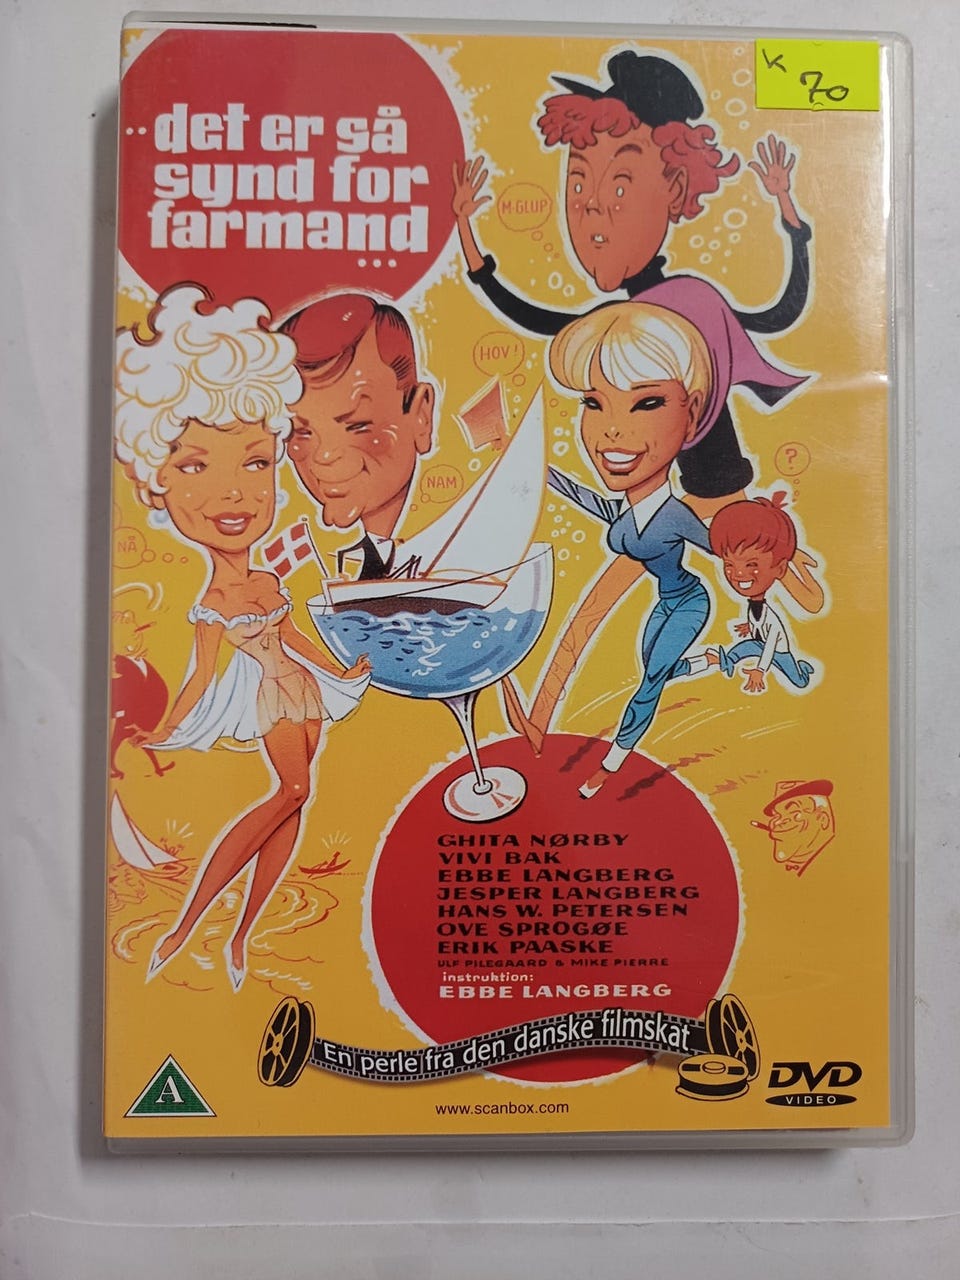 K 70
..det er så
synd for
farmand
...
M-GLUP
HOV!
NAM
?
NÅ
GHITA NØRBY
VIVI BAK
EBBE LANGBERG
JESPER LANGBERG
HANS W. PETERSEN
OVE SPROGØE
ERIK PAASKE
ULF PILEGAARD & MIKE PIERRE
instruktion:
EBBE LANGBERG
En perle fra den danske filmskat
A
www.scanbox.com
DVD
VIDEO